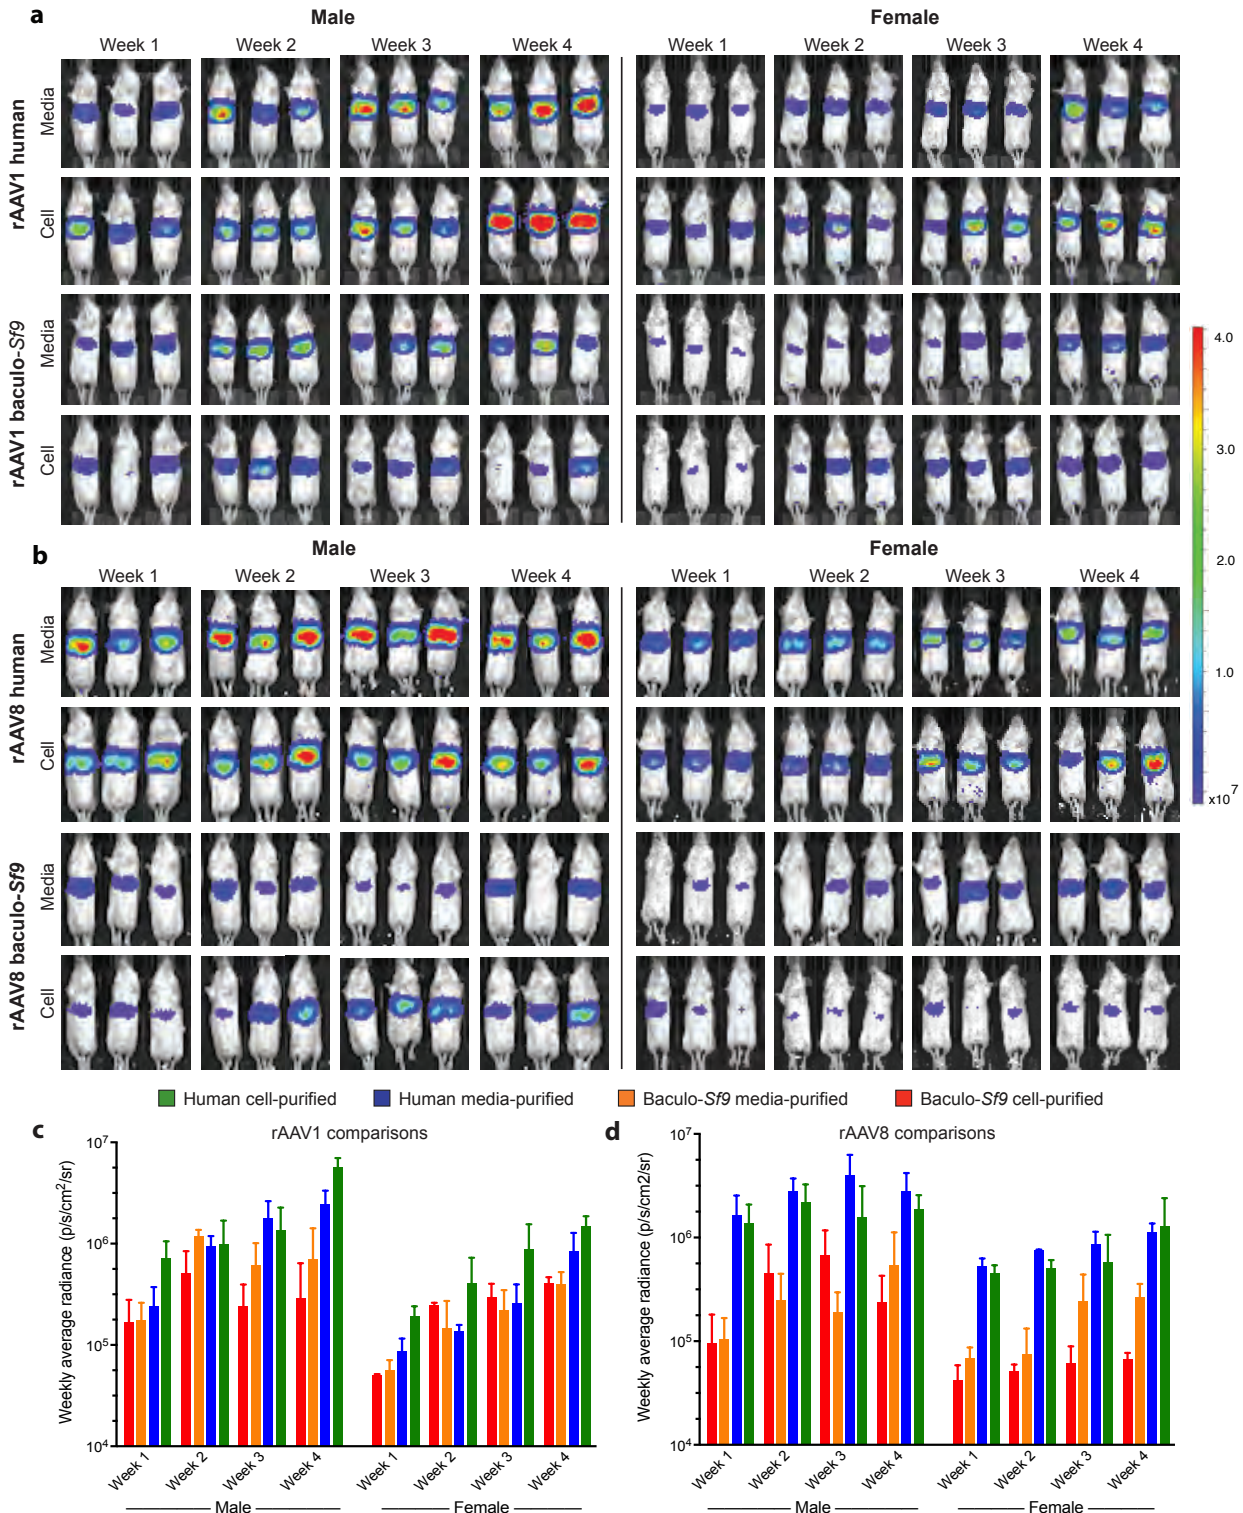 a
Male
Female
Week 1 Week 2 Week 3 Week 4 Week 1 Week 2 Week 3 Week 4
rAAV1 human
Media
Cell
rAAV1 baculo-Sf9
Media
Cell
4.0
3.0
2.0
1.0
x10^7
b
Male
Female
Week 1 Week 2 Week 3 Week 4 Week 1 Week 2 Week 3 Week 4
rAAV8 human
Media
Cell
rAAV8 baculo-Sf9
Media
Cell
Human cell-purified Human media-purified Baculo-Sf9 media-purified Baculo-Sf9 cell-purified
c
rAAV1 comparisons
Weekly average radiance (p/s/cm²/sr)
10^7
10^6
10^5
10^4
Week 1 Week 2 Week 3 Week 4 Week 1 Week 2 Week 3 Week 4
Male Female
d
rAAV8 comparisons
Weekly average radiance (p/s/cm2/sr)
10^7
10^6
10^5
10^4
Week 1 Week 2 Week 3 Week 4 Week 1 Week 2 Week 3 Week 4
Male Female